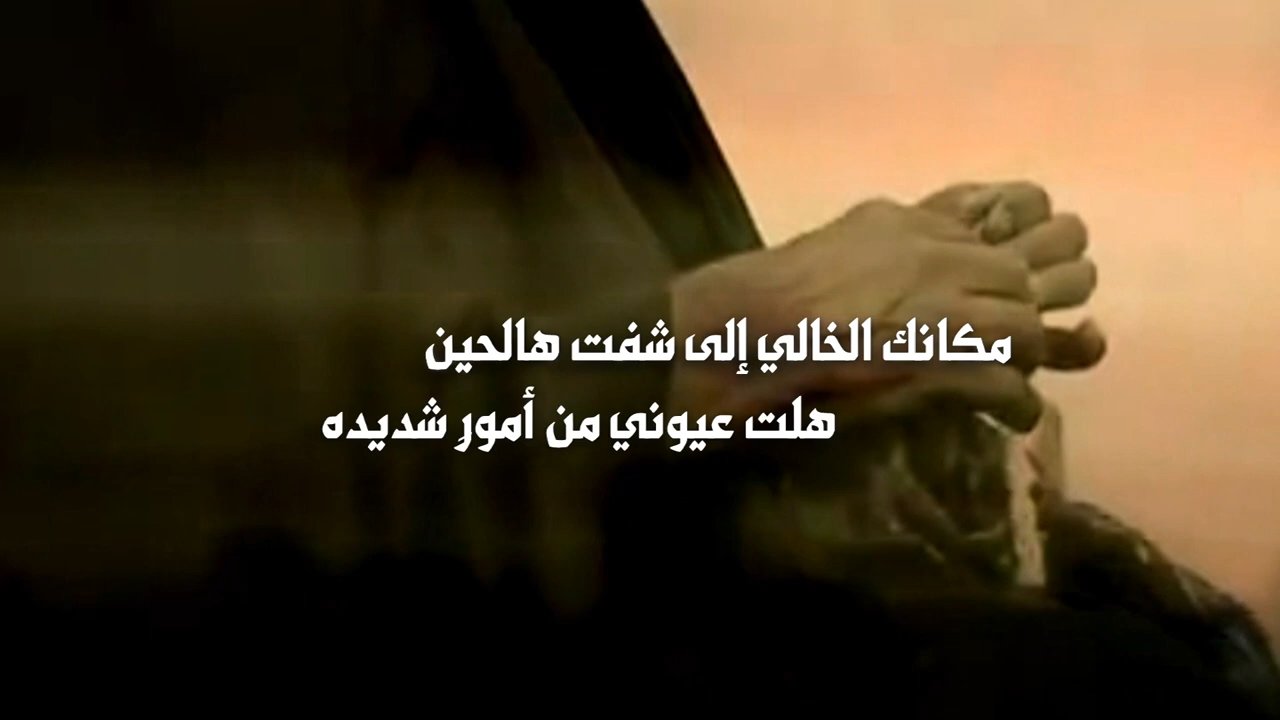 مكانك الخالي إلى شفت هالحين
هلت عيوني من أمور شديده